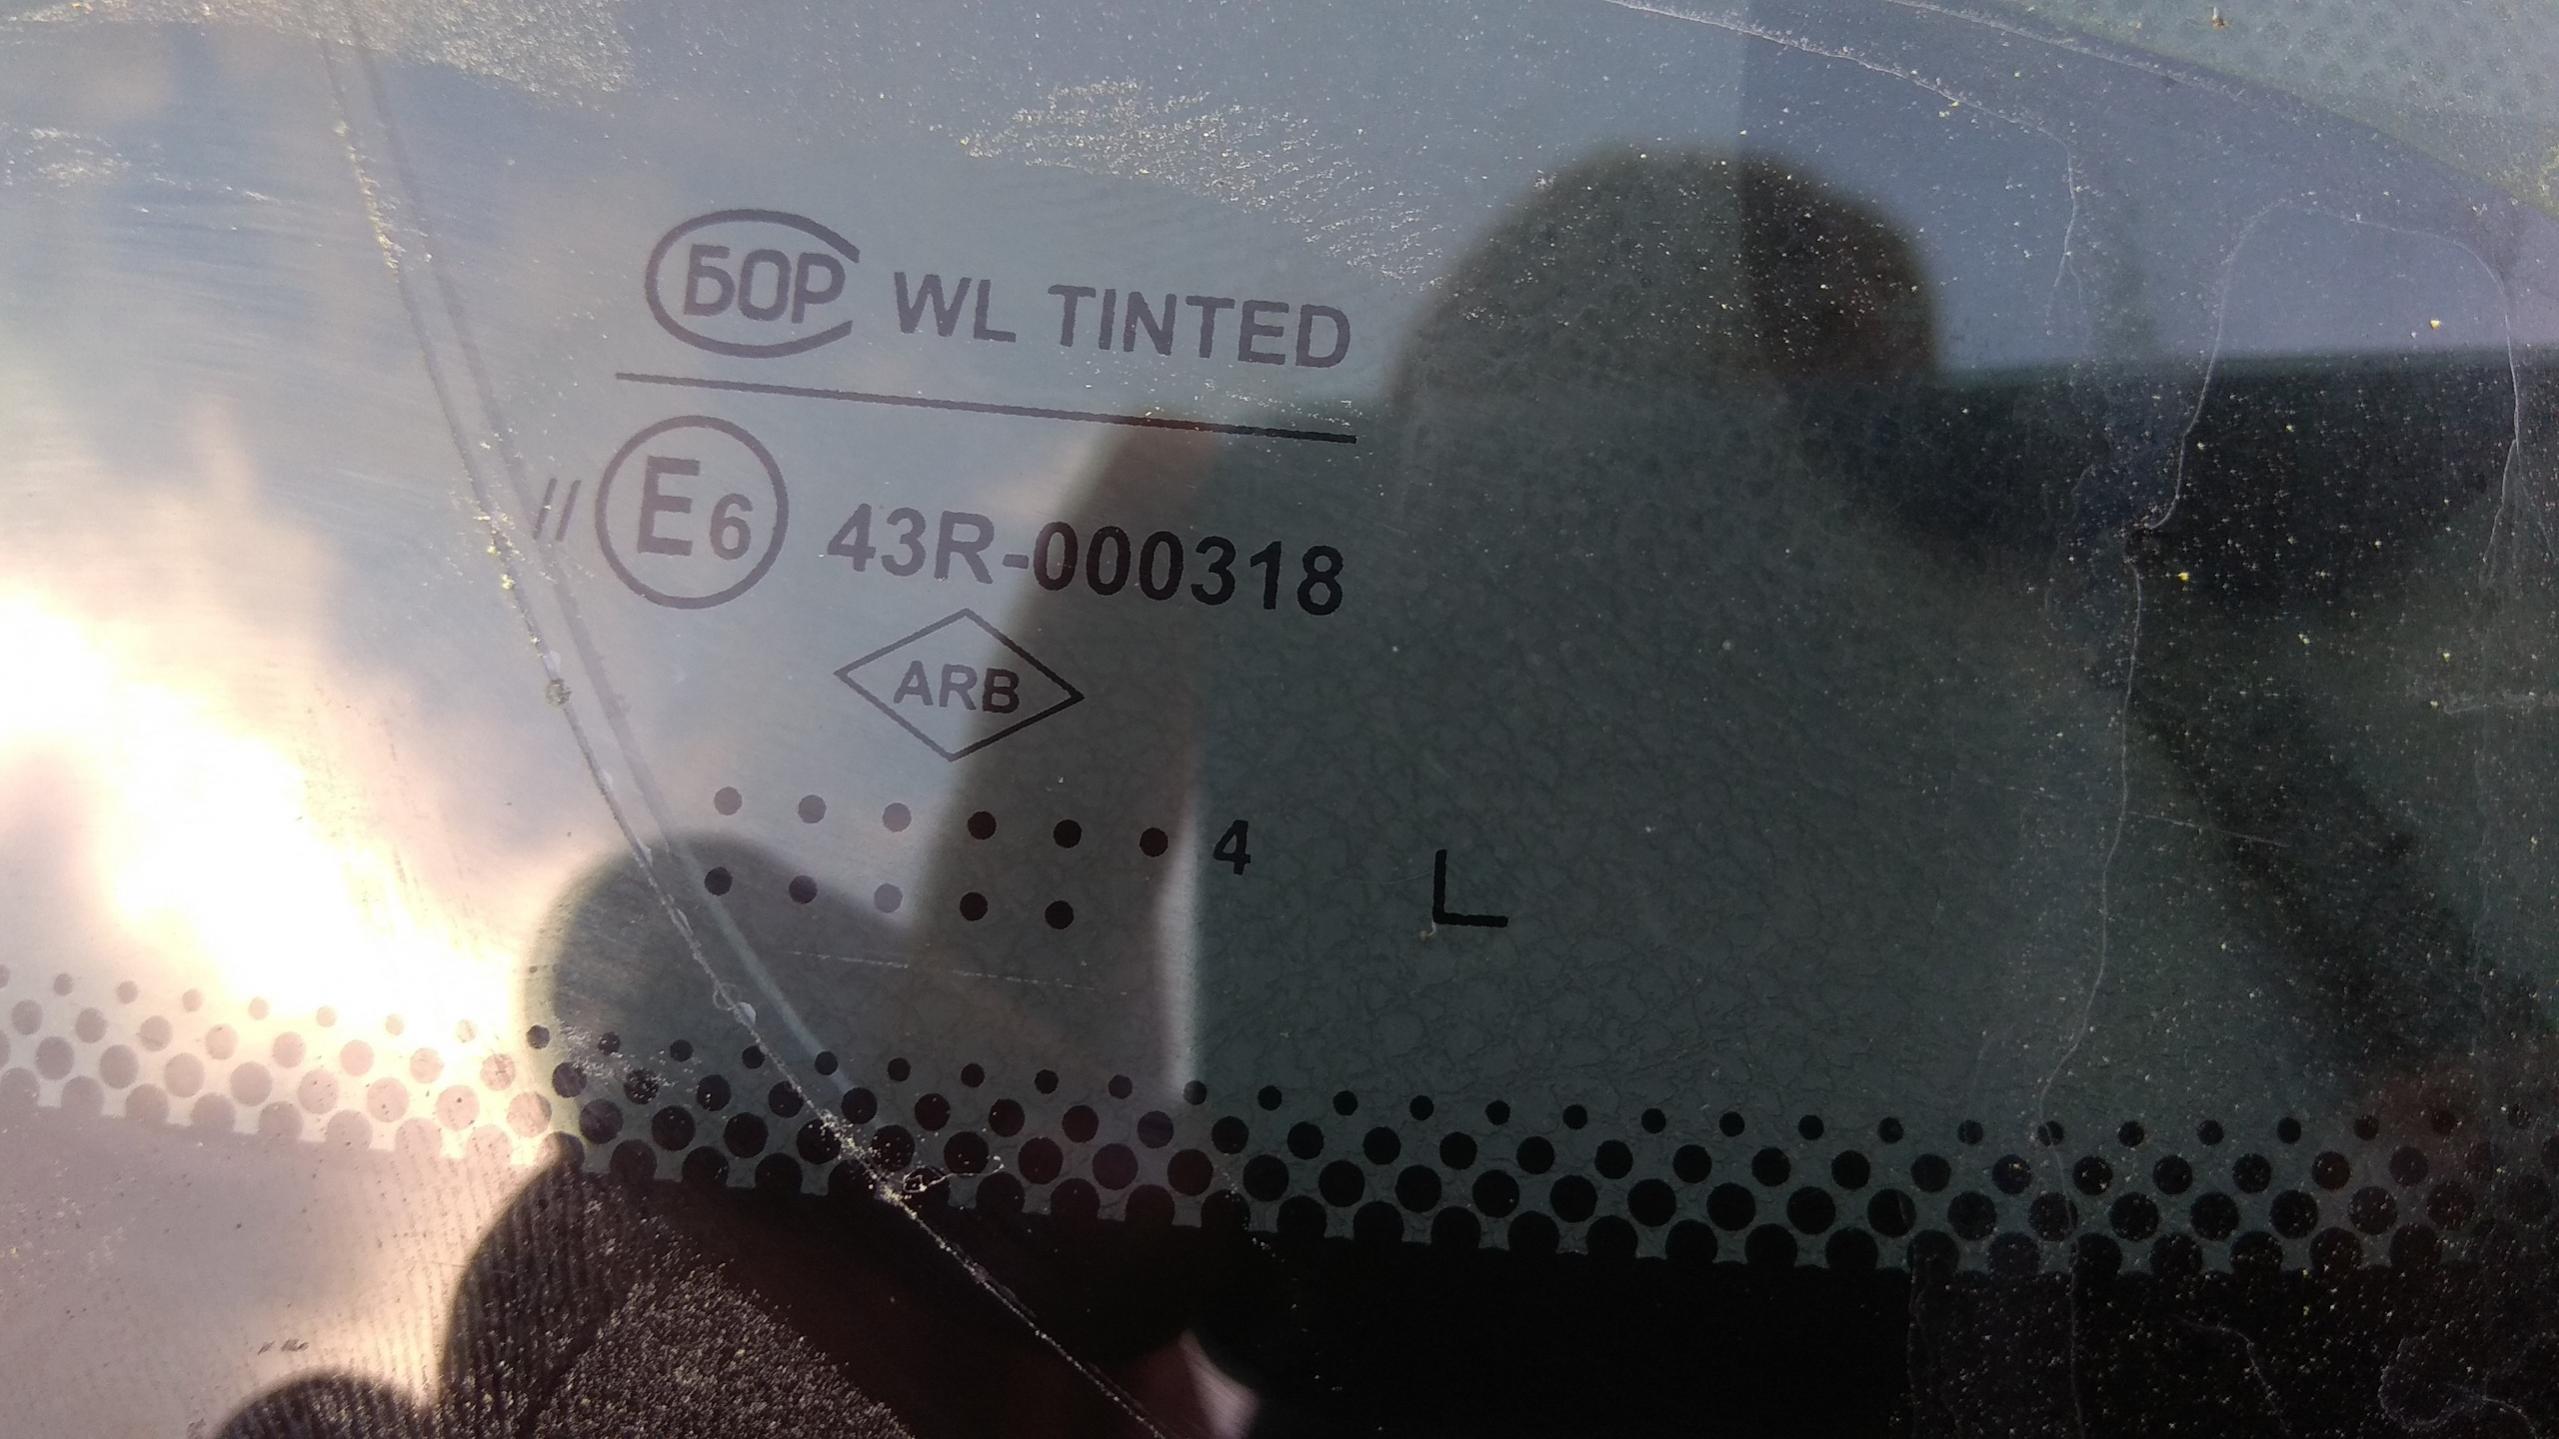 БОР WL TINTED
// E6 43R-000318
ARB
4
L